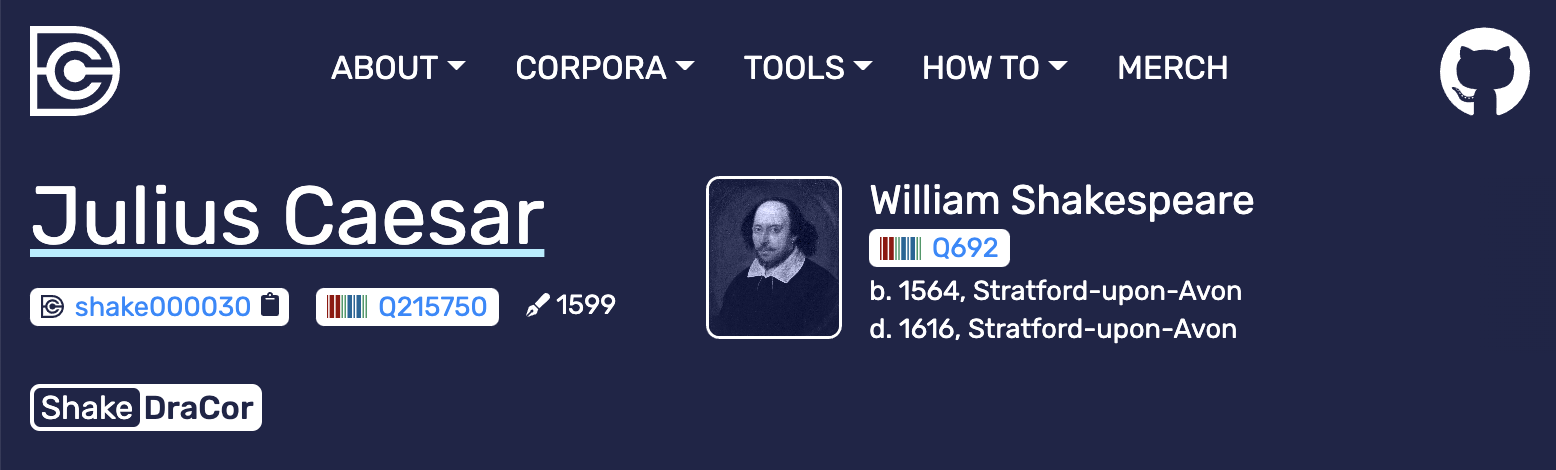 ABOUT CORPORA TOOLS HOW TO MERCH
Julius Caesar
shake000030 Q215750 1599
William Shakespeare
Q692
b. 1564, Stratford-upon-Avon
d. 1616, Stratford-upon-Avon
Shake DraCor